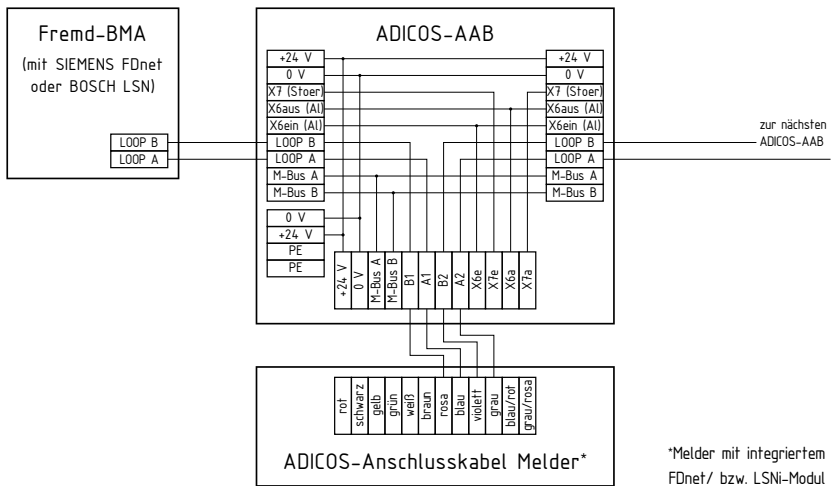 Fremd-BMA
(mit SIEMENS FDnet
oder BOSCH LSN)
LOOP B
LOOP A
ADICOS-AAB
+24 V
0 V
X7 (Stoer)
X6aus (Al)
X6ein (Al)
LOOP B
LOOP A
M-Bus A
M-Bus B
0 V
+24 V
PE
PE
+24 V
0 V
X7 (Stoer)
X6aus (Al)
X6ein (Al)
LOOP B
LOOP A
M-Bus A
M-Bus B
zur nächsten
ADICOS-AAB
+24 V
0 V
M-Bus A
M-Bus B
B1
A1
B2
A2
X6e
X7e
X6a
X7a
rot
schwarz
gelb
grün
weiß
braun
rosa
blau
violett
grau
blau/rot
grau/rosa
ADICOS-Anschlusskabel Melder*
*Melder mit integriertem
FDnet/ bzw. LSNi-Modul